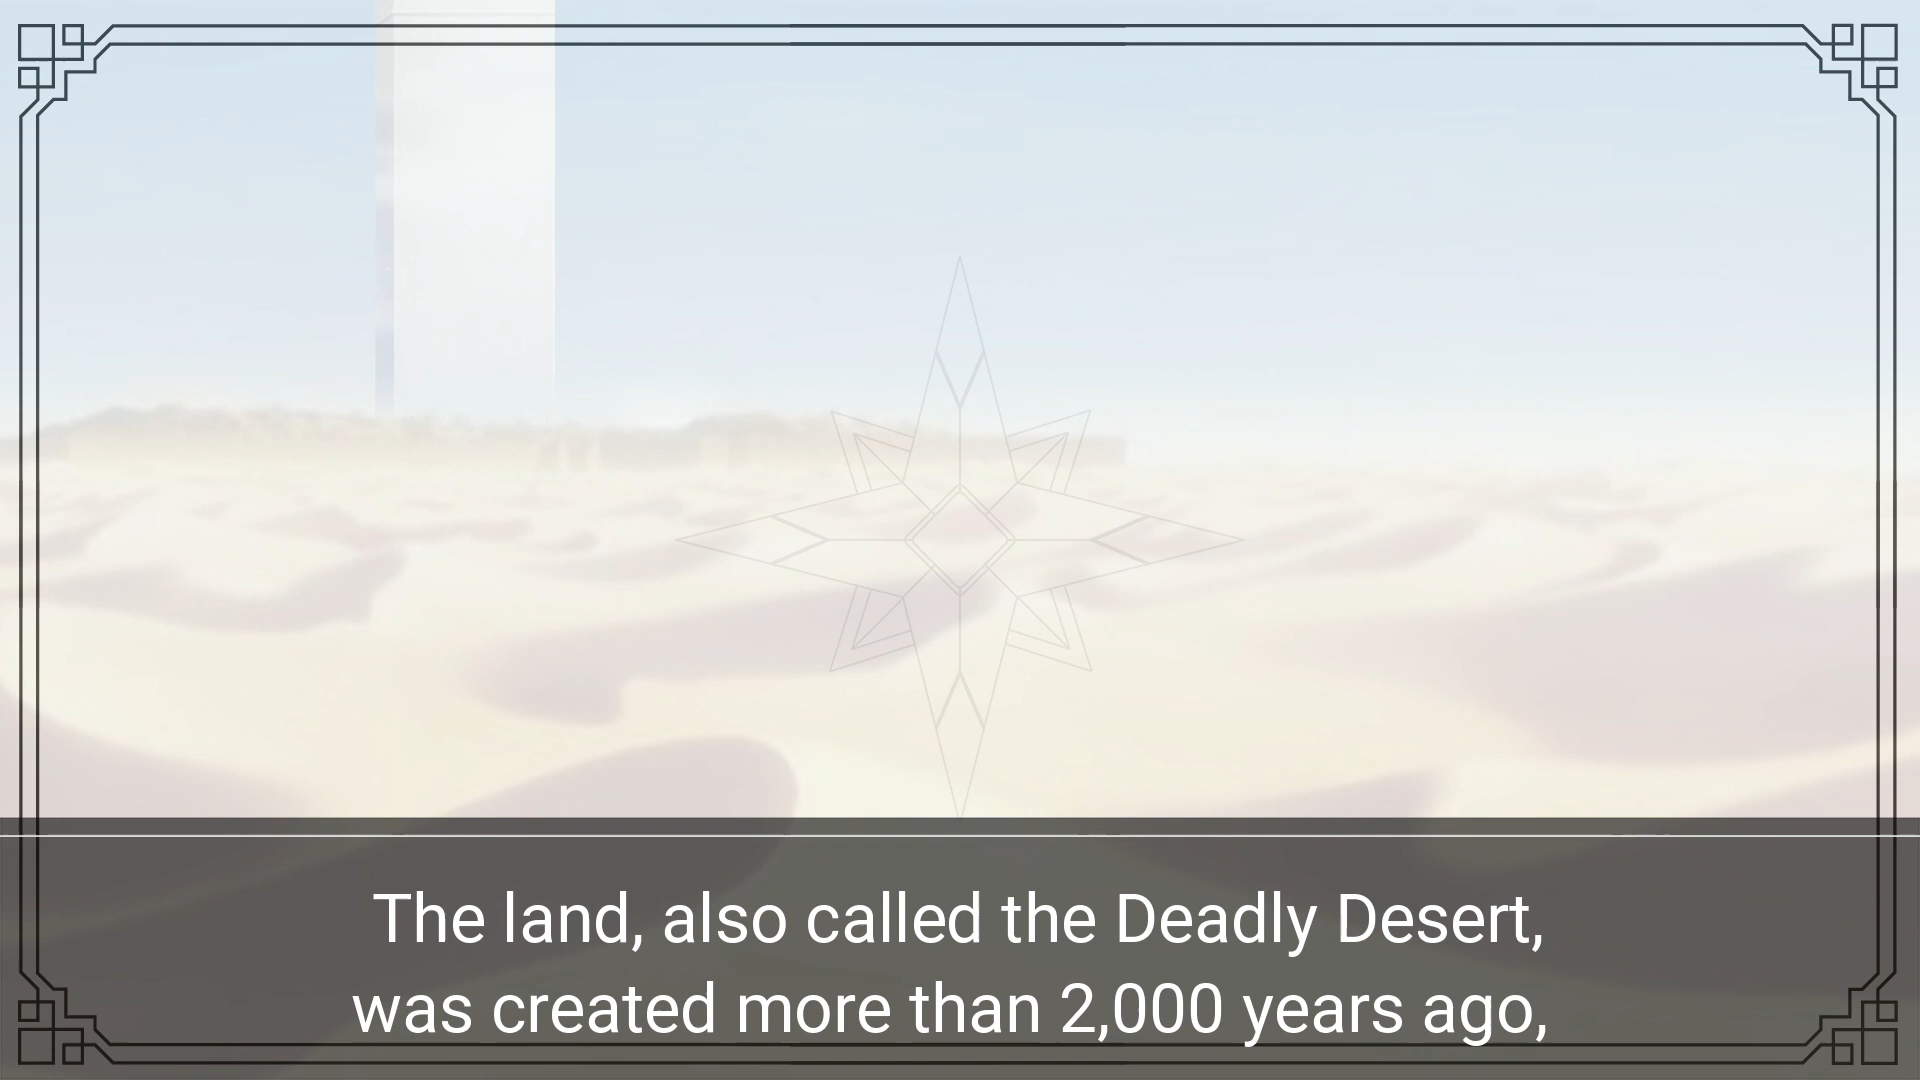 The land, also called the Deadly Desert,
was created more than 2,000 years ago,